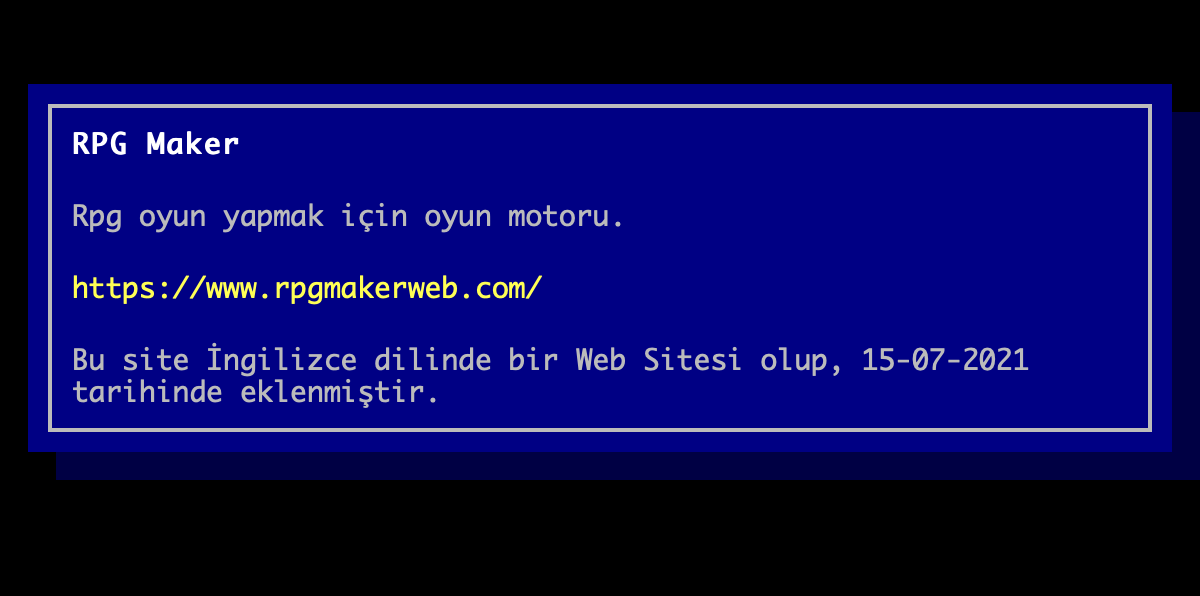 RPG Maker
Rpg oyun yapmak için oyun motoru.
https://www.rpgmakerweb.com/
Bu site İngilizce dilinde bir Web Sitesi olup, 15-07-2021
tarihinde eklenmiştir.